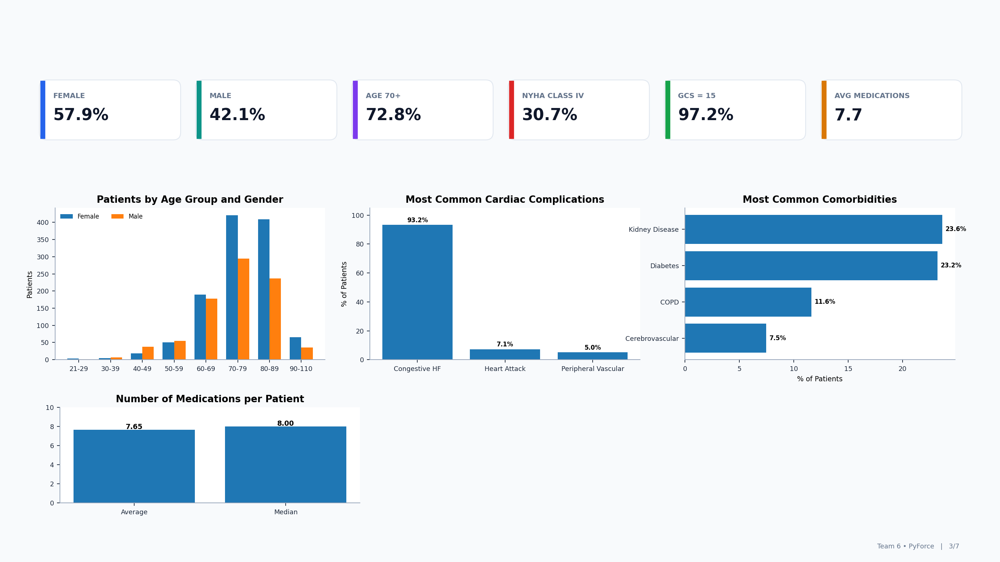 FEMALE
57.9%
MALE
42.1%
AGE 70+
72.8%
NYHA CLASS IV
30.7%
GCS = 15
97.2%
AVG MEDICATIONS
7.7
Patients by Age Group and Gender
Female
Male
Patients
400
350
300
250
200
150
100
50
0
21-29
30-39
40-49
50-59
60-69
70-79
80-89
90-110
Most Common Cardiac Complications
% of Patients
100
80
60
40
20
0
93.2%
7.1%
5.0%
Congestive HF
Heart Attack
Peripheral Vascular
Most Common Comorbidities
Kidney Disease
23.6%
Diabetes
23.2%
COPD
11.6%
Cerebrovascular
7.5%
0
5
10
15
20
% of Patients
Number of Medications per Patient
10
8
6
4
2
0
7.65
8.00
Average
Median
Team 6 • PyForce | 3/7